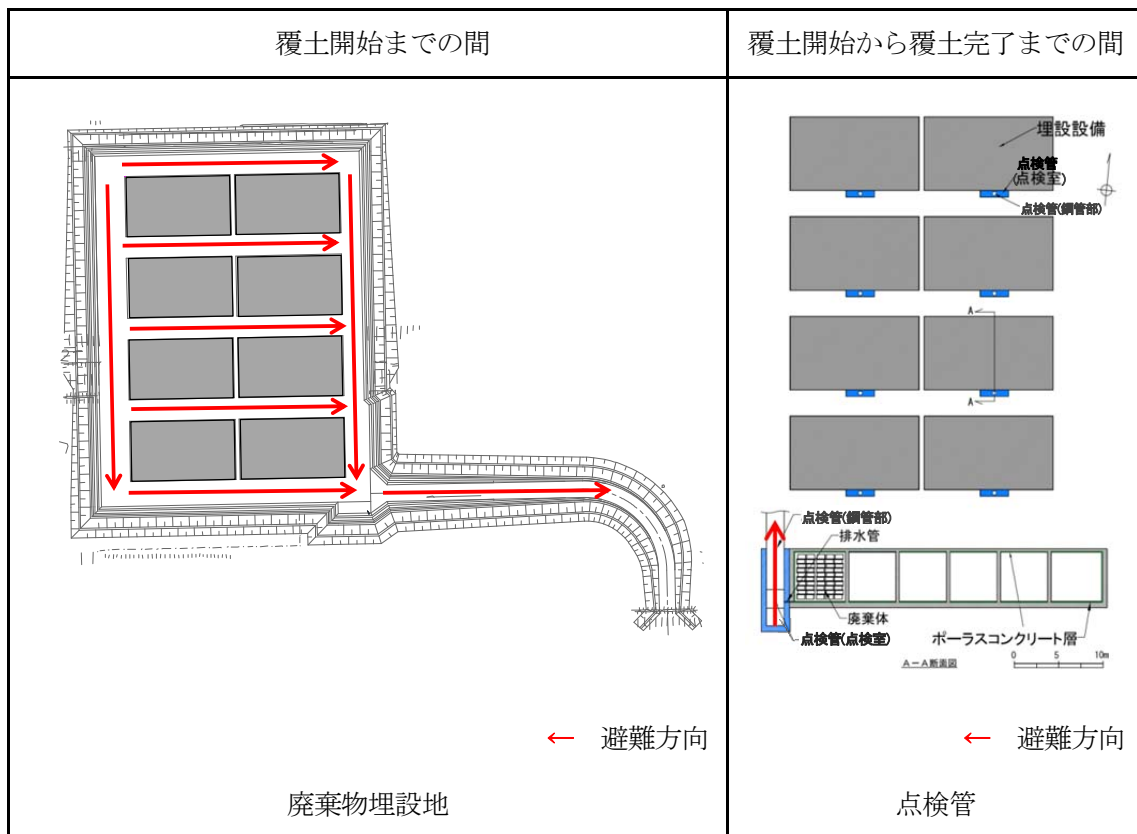 覆土開始までの間
覆土開始から覆土完了までの間
← 避難方向
廃棄物埋設地
埋設設備
点検管
(点検室)
点検管(鋼管部)
A
A
点検管(鋼管部)
排水管
廃棄体
点検管(点検室)
ポーラスコンクリート層
A-A断面図
0 5 10m
← 避難方向
点検管